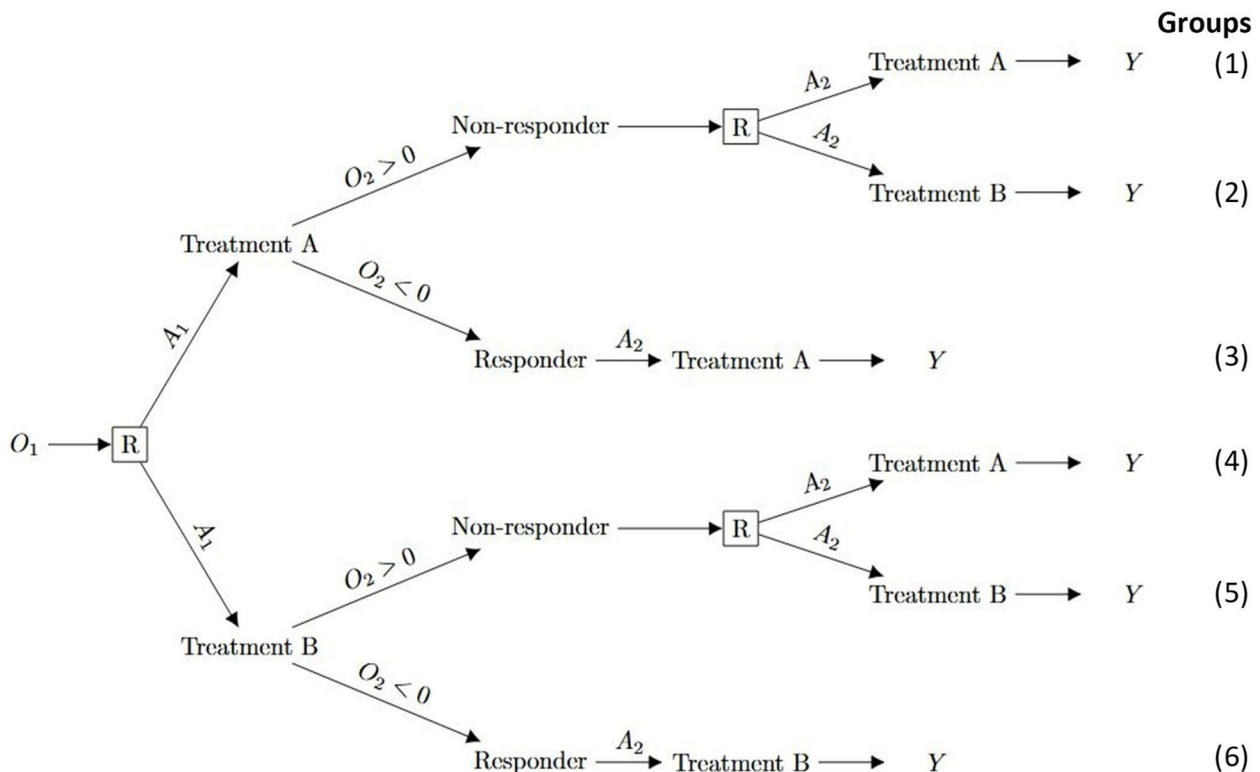 Groups
Treatment A
Y
(1)
A₂
Non-responder
R
A₂
Treatment B
Y
(2)
O₂ > 0
Treatment A
O₂ < 0
A₁
Responder
A₂
Treatment A
Y
(3)
O₁
R
Treatment A
Y
(4)
A₂
A₁
Non-responder
R
A₂
O₂ > 0
Treatment B
Y
(5)
Treatment B
O₂ < 0
Responder
A₂
Treatment B
Y
(6)